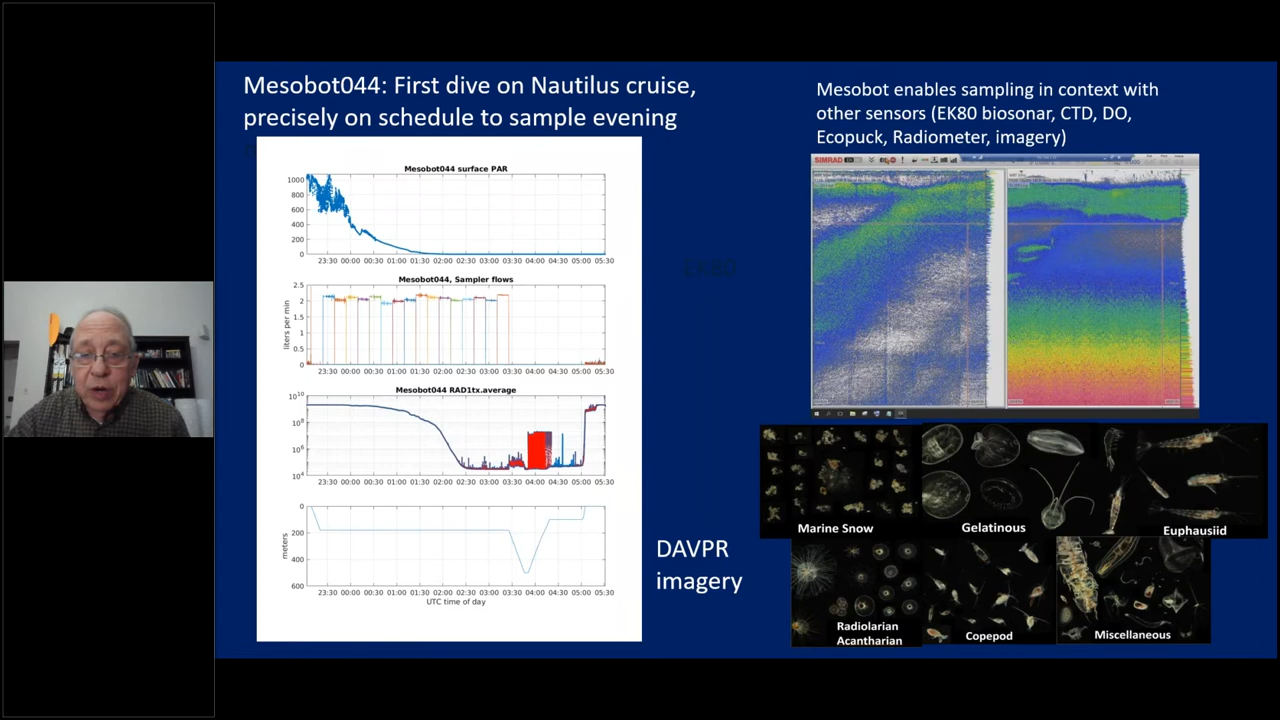 Mesobot044: First dive on Nautilus cruise,
precisely on schedule to sample evening
Mesobot044 surface PAR
1000
800
600
400
200
0
23:30 00:00 00:30 01:00 01:30 02:00 02:30 03:00 03:30 04:00 04:30 05:00 05:30
Mesobot044, Sampler flows
liters per min
2.5
2
1.5
1
0.5
0
23:30 00:00 00:30 01:00 01:30 02:00 02:30 03:00 03:30 04:00 04:30 05:00 05:30
Mesobot044 RAD1tx.average
10^10
10^8
10^6
10^4
23:30 00:00 00:30 01:00 01:30 02:00 02:30 03:00 03:30 04:00 04:30 05:00 05:30
meters
0
200
400
600
23:30 00:00 00:30 01:00 01:30 02:00 02:30 03:00 03:30 04:00 04:30 05:00 05:30
UTC time of day
EK80
DAVPR
imagery
Mesobot enables sampling in context with
other sensors (EK80 biosonar, CTD, DO,
Ecopuck, Radiometer, imagery)
SIMRAD
Marine Snow
Gelatinous
Euphausiid
Radiolarian
Acantharian
Copepod
Miscellaneous